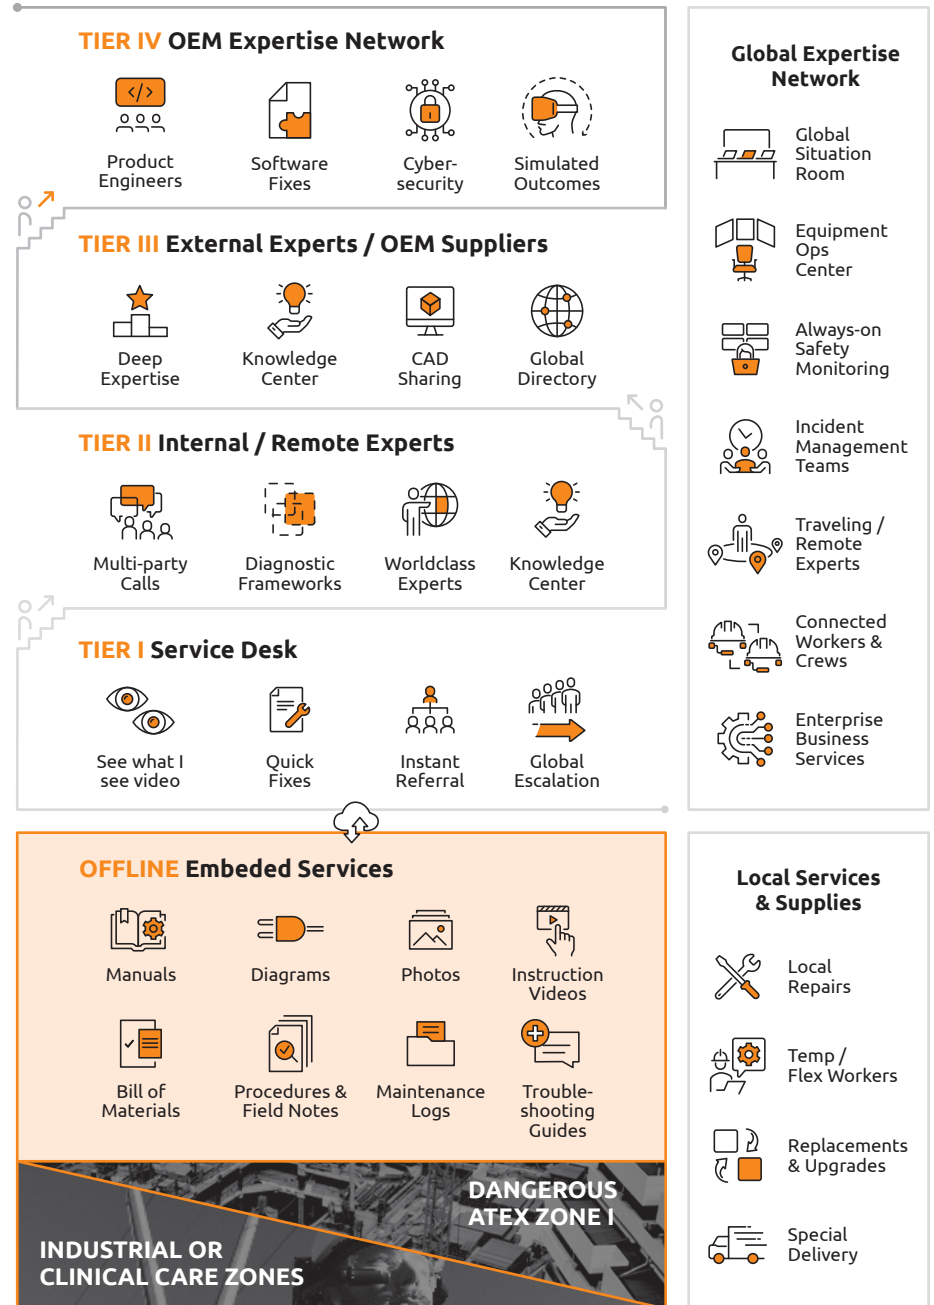 TIER IV OEM Expertise Network
</>
Product
Engineers
Software
Fixes
Cyber-
security
Simulated
Outcomes
TIER III External Experts / OEM Suppliers
Deep
Expertise
Knowledge
Center
CAD
Sharing
Global
Directory
TIER II Internal / Remote Experts
Multi-party
Calls
Diagnostic
Frameworks
Worldclass
Experts
Knowledge
Center
TIER I Service Desk
See what I
see video
Quick
Fixes
Instant
Referral
Global
Escalation
OFFLINE Embeded Services
Manuals
Diagrams
Photos
Instruction
Videos
Bill of
Materials
Procedures &
Field Notes
Maintenance
Logs
Trouble-
shooting
Guides
DANGEROUS
ATEX ZONE I
INDUSTRIAL OR
CLINICAL CARE ZONES
Global Expertise
Network
Global
Situation
Room
Equipment
Ops
Center
Always-on
Safety
Monitoring
Incident
Management
Teams
Traveling /
Remote
Experts
Connected
Workers &
Crews
Enterprise
Business
Services
Local Services
& Supplies
Local
Repairs
Temp /
Flex Workers
Replacements
& Upgrades
Special
Delivery